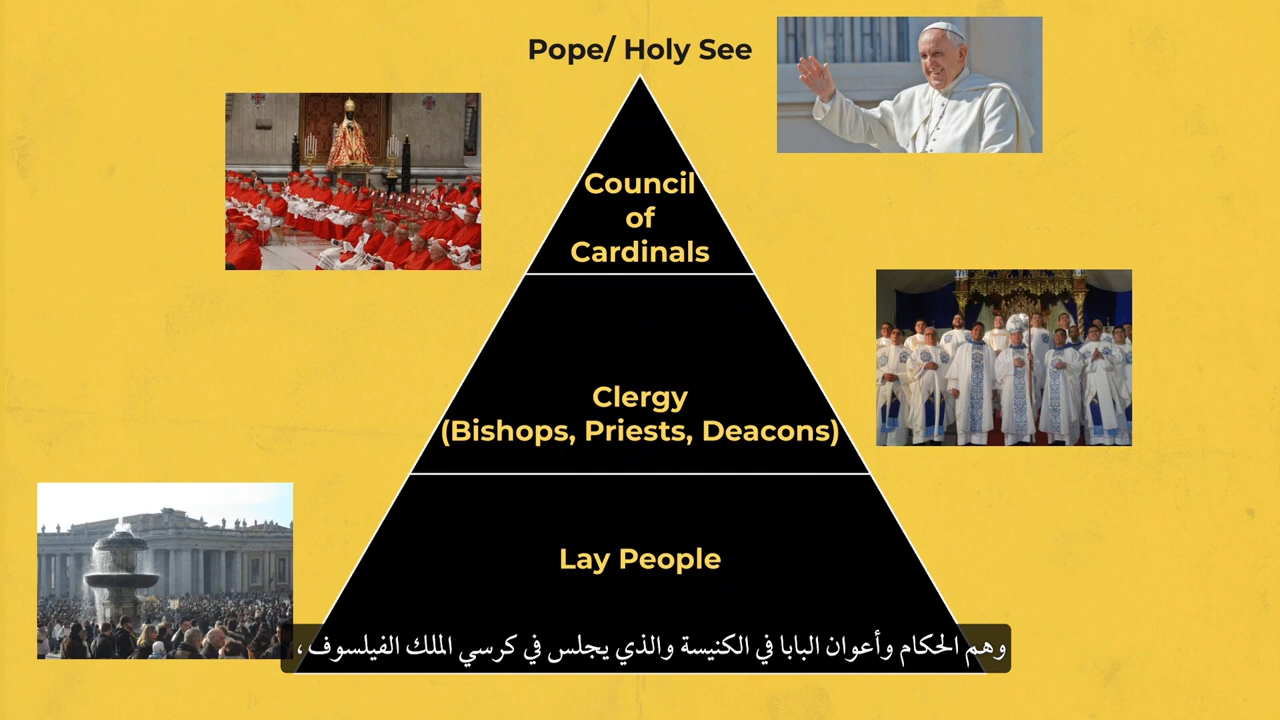 Pope/ Holy See
Council
of
Cardinals
Clergy
(Bishops, Priests, Deacons)
Lay People
وهم الحكام وأعوان البابا في الكنيسة والذي يجلس في كرسي الملك الفيلسوف،